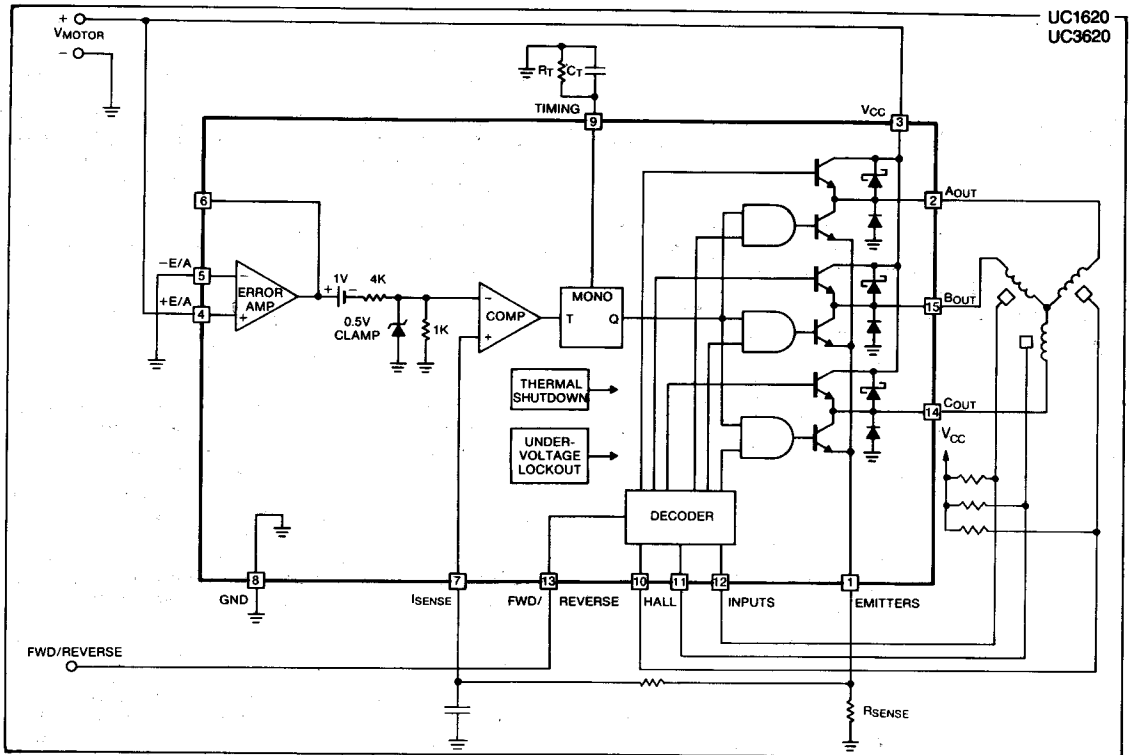 UC1620
UC3620
+
VMOTOR
-
RT CT
TIMING
9
VCC
3
6
AOUT
2
-E/A 5
+E/A 4
-
ERROR
AMP
+
+ 1V -
4K
0.5V
CLAMP
1K
-
COMP
+
MONO
T Q
BOUT
15
THERMAL
SHUTDOWN
COUT
14
UNDER-
VOLTAGE
LOCKOUT
VCC
DECODER
8 7 13 10 11 12 1
GND ISENSE FWD/ REVERSE HALL INPUTS EMITTERS
FWD/REVERSE
RSENSE